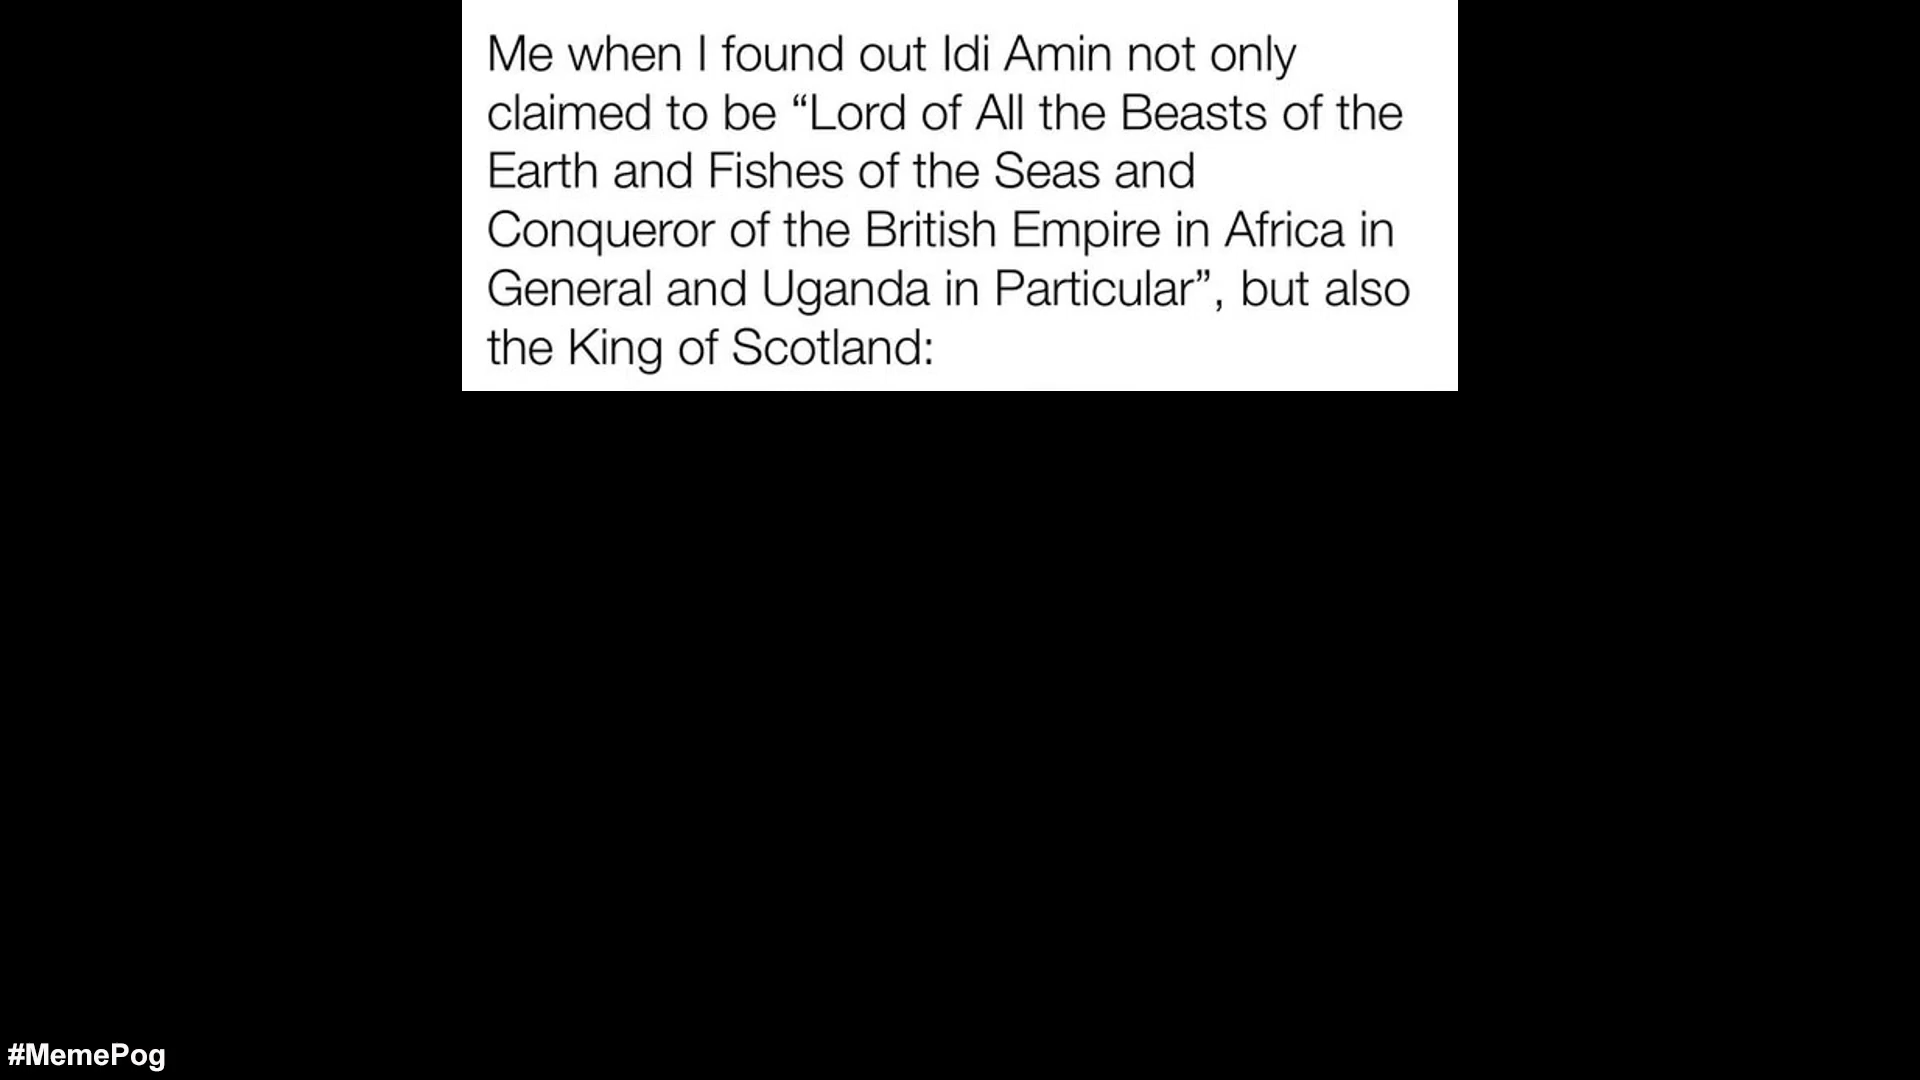 Me when I found out Idi Amin not only
claimed to be “Lord of All the Beasts of the
Earth and Fishes of the Seas and
Conqueror of the British Empire in Africa in
General and Uganda in Particular”, but also
the King of Scotland:
#MemePog